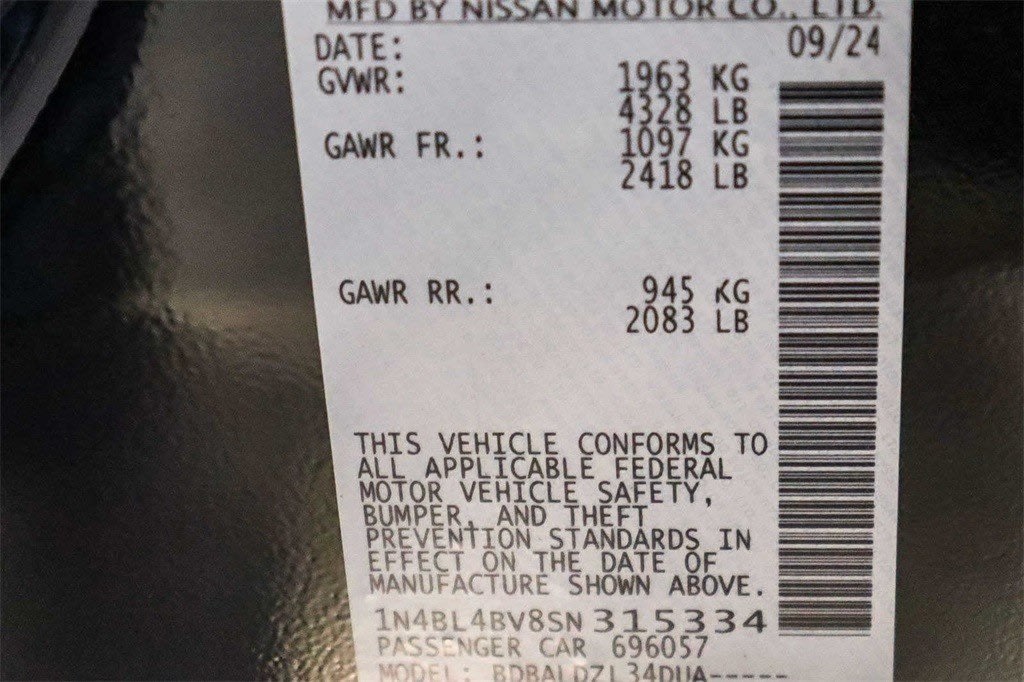 MFD BY NISSAN MOTOR CO., LTD.
DATE: 09/24
GVWR: 1963 KG
4328 LB
GAWR FR.: 1097 KG
2418 LB
GAWR RR.: 945 KG
2083 LB
THIS VEHICLE CONFORMS TO
ALL APPLICABLE FEDERAL
MOTOR VEHICLE SAFETY,
BUMPER, AND THEFT
PREVENTION STANDARDS IN
EFFECT ON THE DATE OF
MANUFACTURE SHOWN ABOVE.
1N4BL4BV8SN315334
PASSENGER CAR 696057
MODEL: BDBALDZL34DUA-----